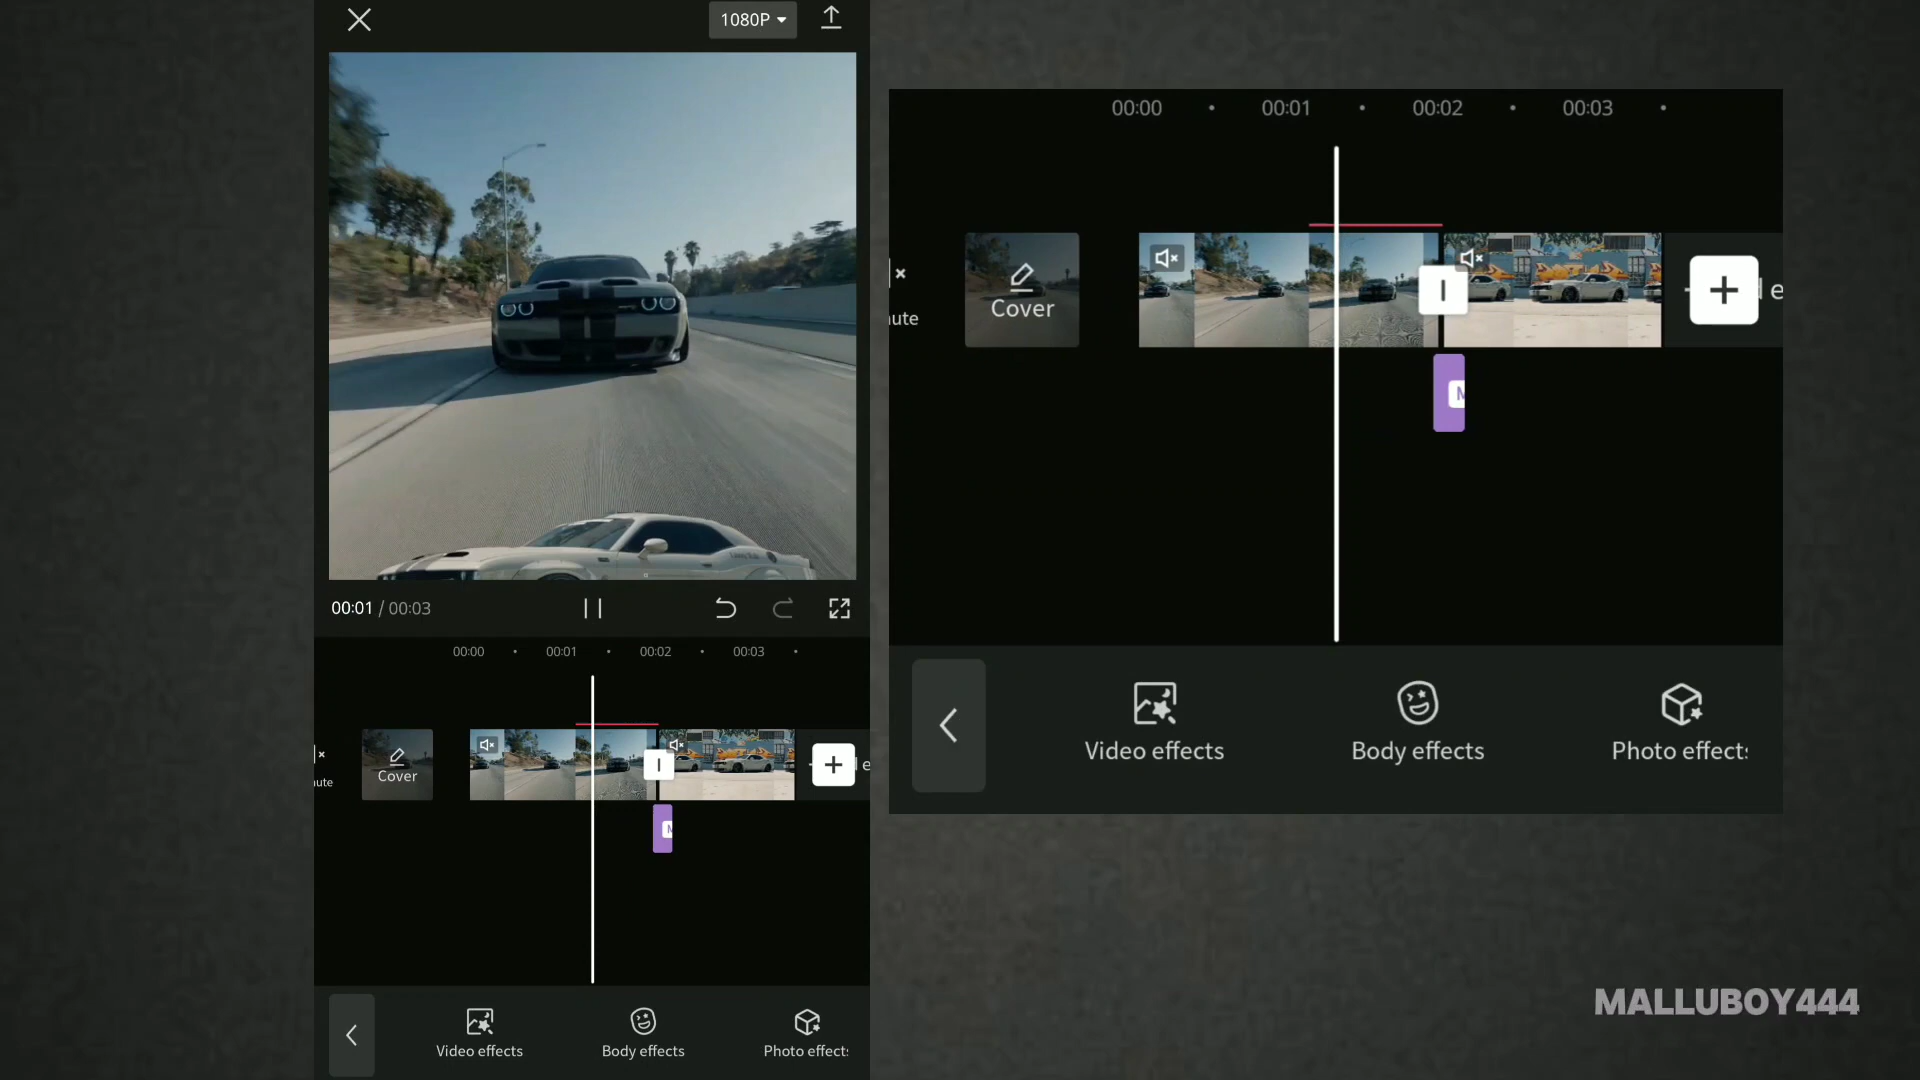 1080P
00:01 / 00:03
00:00 00:01 00:02 00:03
ute
Cover
Video effects
Body effects
Photo effect
00:00 00:01 00:02 00:03
ute
Cover
Video effects
Body effects
Photo effect
MALLUBOY444